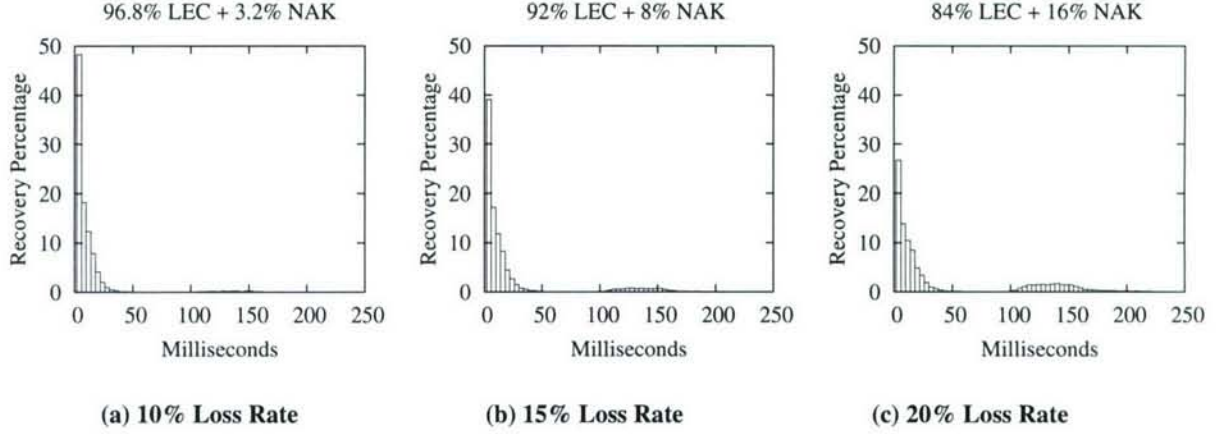 96.8% LEC + 3.2% NAK
50
40
30
20
10
0
Recovery Percentage
0 50 100 150 200 250
Milliseconds
(a) 10% Loss Rate
92% LEC + 8% NAK
50
40
30
20
10
0
Recovery Percentage
0 50 100 150 200 250
Milliseconds
(b) 15% Loss Rate
84% LEC + 16% NAK
50
40
30
20
10
0
Recovery Percentage
0 50 100 150 200 250
Milliseconds
(c) 20% Loss Rate